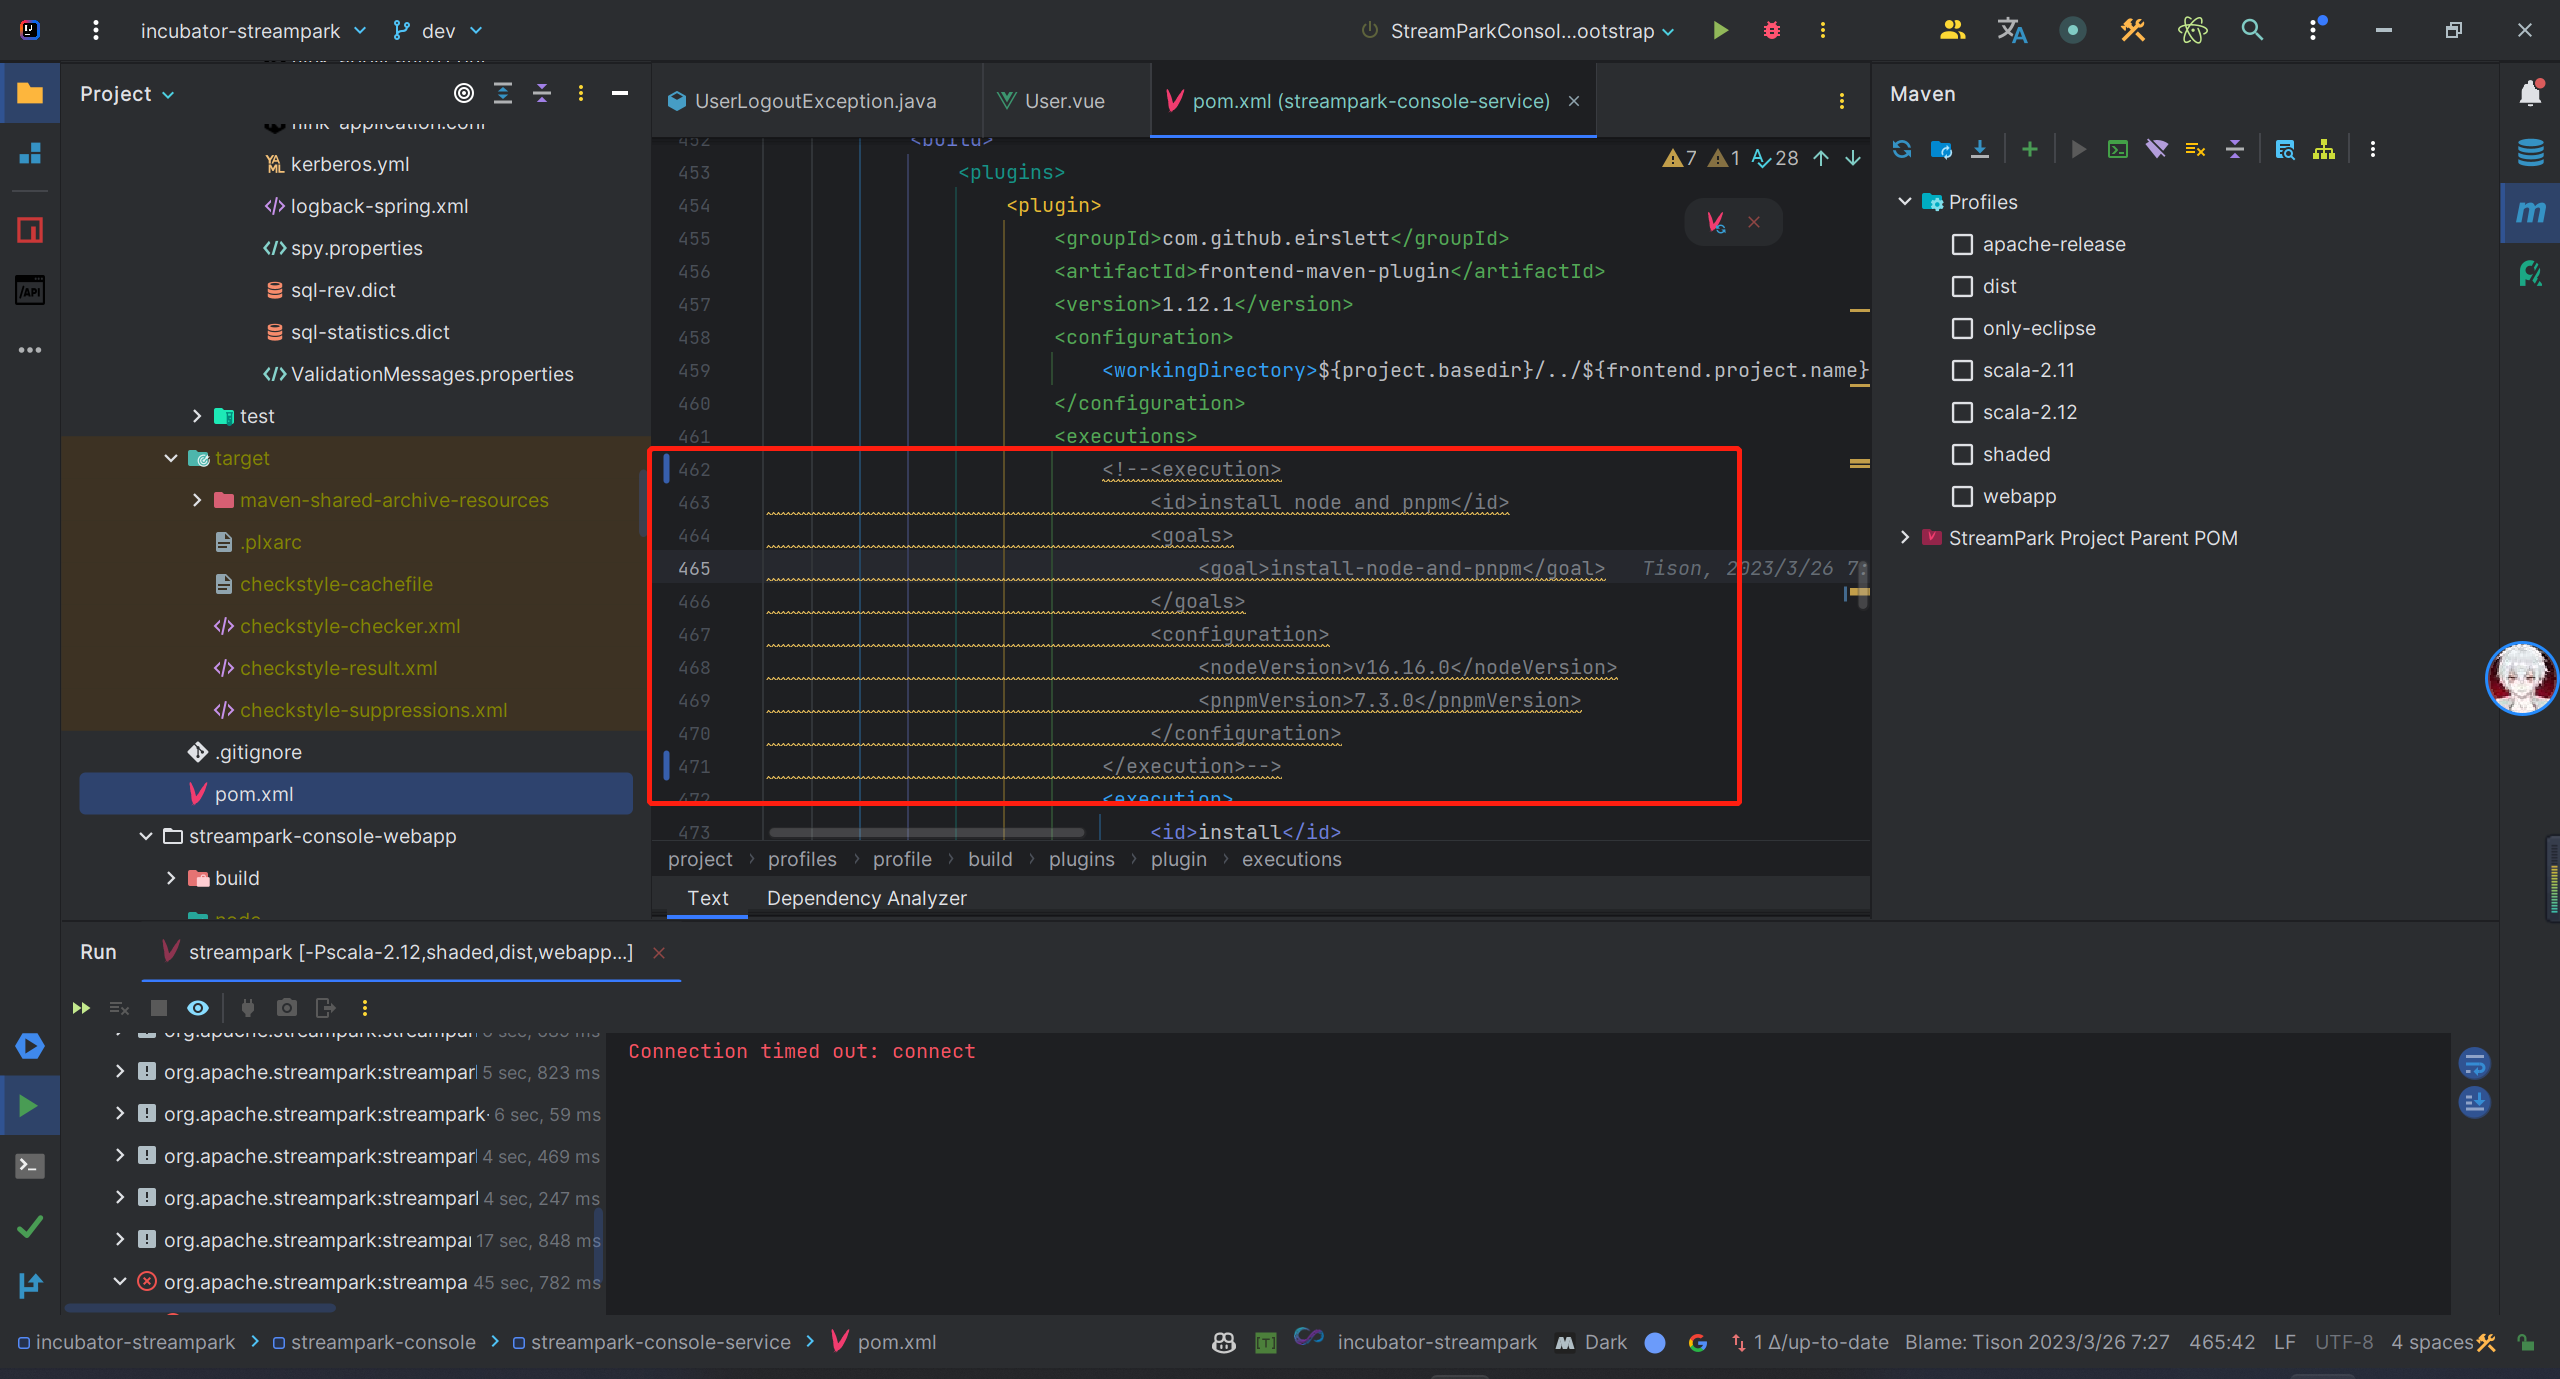 incubator-streampark
dev
StreamParkConsol...ootstrap
Project
UserLogoutException.java
User.vue
pom.xml (streampark-console-service)
Maven
flink-application.conf
kerberos.yml
logback-spring.xml
spy.properties
sql-rev.dict
sql-statistics.dict
ValidationMessages.properties
test
target
maven-shared-archive-resources
.plxarc
checkstyle-cachefile
checkstyle-checker.xml
checkstyle-result.xml
checkstyle-suppressions.xml
.gitignore
pom.xml
streampark-console-webapp
build
node
7 1 28
452 <build>
453 <plugins>
454 <plugin>
455 <groupId>com.github.eirslett</groupId>
456 <artifactId>frontend-maven-plugin</artifactId>
457 <version>1.12.1</version>
458 <configuration>
459 <workingDirectory>${project.basedir}/../${frontend.project.name}
460 </configuration>
461 <executions>
462 <!--<execution>
463 <id>install node and pnpm</id>
464 <goals>
465 <goal>install-node-and-pnpm</goal> Tison, 2023/3/26 7:
466 </goals>
467 <configuration>
468 <nodeVersion>v16.16.0</nodeVersion>
469 <pnpmVersion>7.3.0</pnpmVersion>
470 </configuration>
471 </execution>-->
472 <execution>
473 <id>install</id>
project › profiles › profile › build › plugins › plugin › executions
Text Dependency Analyzer
Profiles
apache-release
dist
only-eclipse
scala-2.11
scala-2.12
shaded
webapp
StreamPark Project Parent POM
Run streampark [-Pscala-2.12,shaded,dist,webapp...]
org.apache.streampark:streampar 5 sec, 823 ms
org.apache.streampark:streampark- 6 sec, 59 ms
org.apache.streampark:streampar 4 sec, 469 ms
org.apache.streampark:streampar 4 sec, 247 ms
org.apache.streampark:streampa 17 sec, 848 ms
org.apache.streampark:streampa 45 sec, 782 ms
Connection timed out: connect
incubator-streampark > streampark-console > streampark-console-service > pom.xml
incubator-streampark Dark 1 Δ/up-to-date Blame: Tison 2023/3/26 7:27 465:42 LF UTF-8 4 spaces